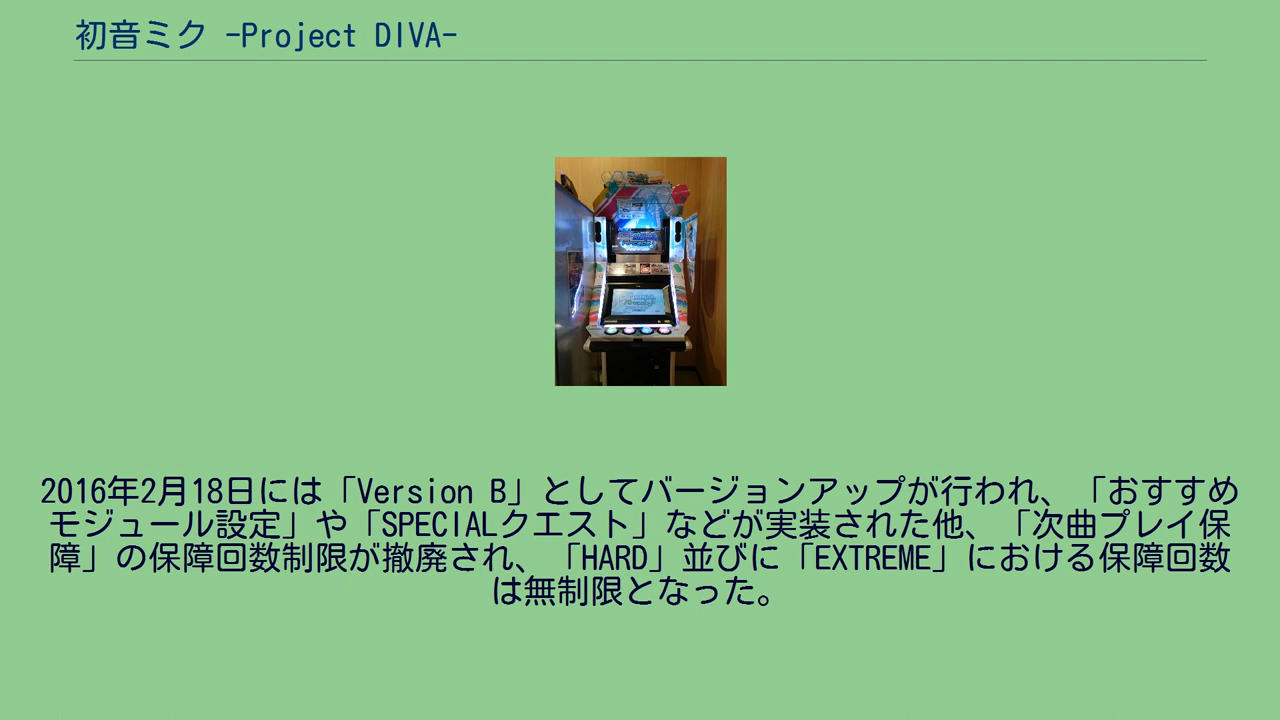 初音ミク -Project DIVA-
2016年2月18日には「Version B」としてバージョンアップが行われ、「おすすめ
モジュール設定」や「SPECIALクエスト」などが実装された他、「次曲プレイ保
障」の保障回数制限が撤廃され、「HARD」並びに「EXTREME」における保障回数
は無制限となった。